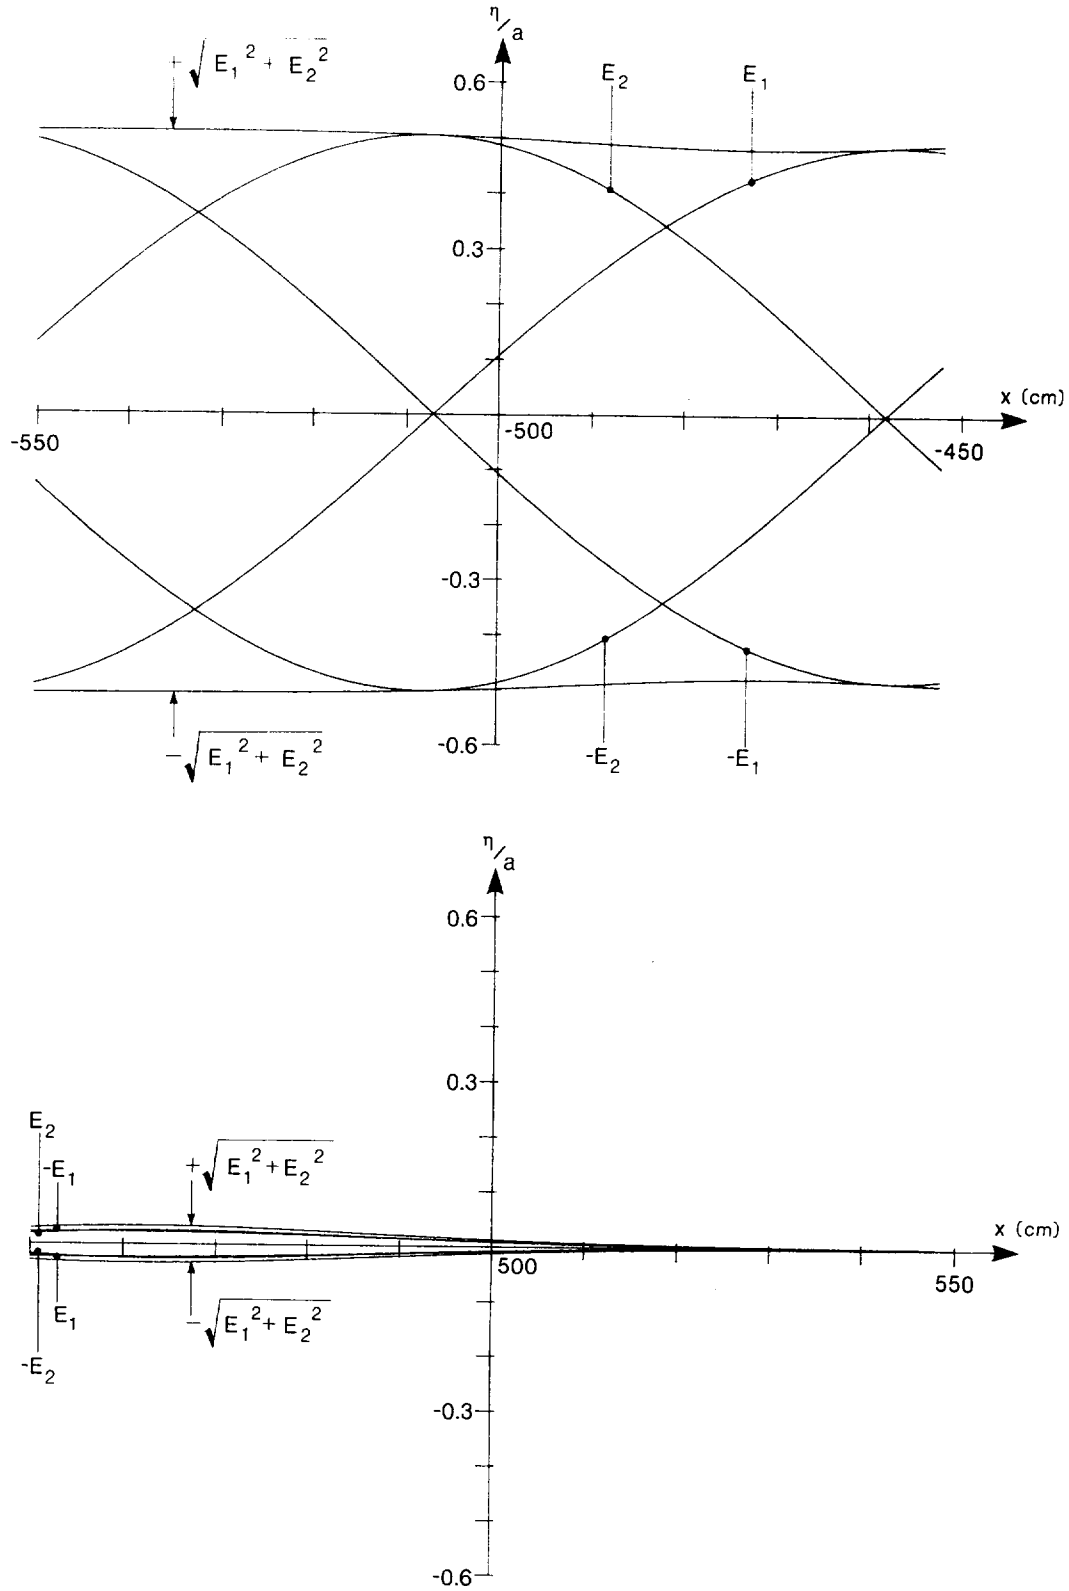 η/a
+√E₁² + E₂²
0.6
E₂
E₁
0.3
x (cm)
-550
-500
-450
-0.3
-0.6
-√E₁² + E₂²
-E₂
-E₁
η/a
0.6
0.3
E₂
-E₁
+√E₁² + E₂²
x (cm)
500
550
E₁
-√E₁² + E₂²
-E₂
-0.3
-0.6